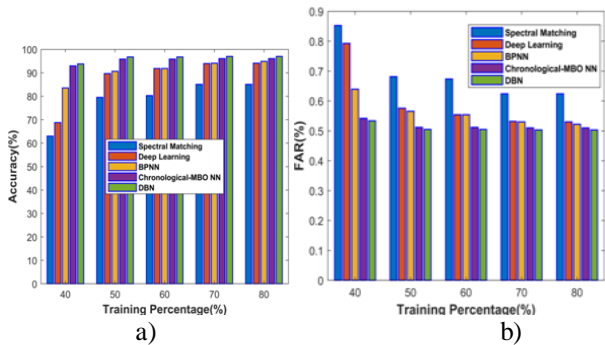 100
90
80
70
60
50
40
30
20
10
0
Accuracy(%)
Spectral Matching
Deep Learning
BPNN
Chronological-MBO NN
DBN
40 50 60 70 80
Training Percentage(%)
a)
0.9
0.8
0.7
0.6
0.5
0.4
0.3
0.2
0.1
0
FAR(%)
Spectral Matching
Deep Learning
BPNN
Chronological-MBO NN
DBN
40 50 60 70 80
Training Percentage(%)
b)